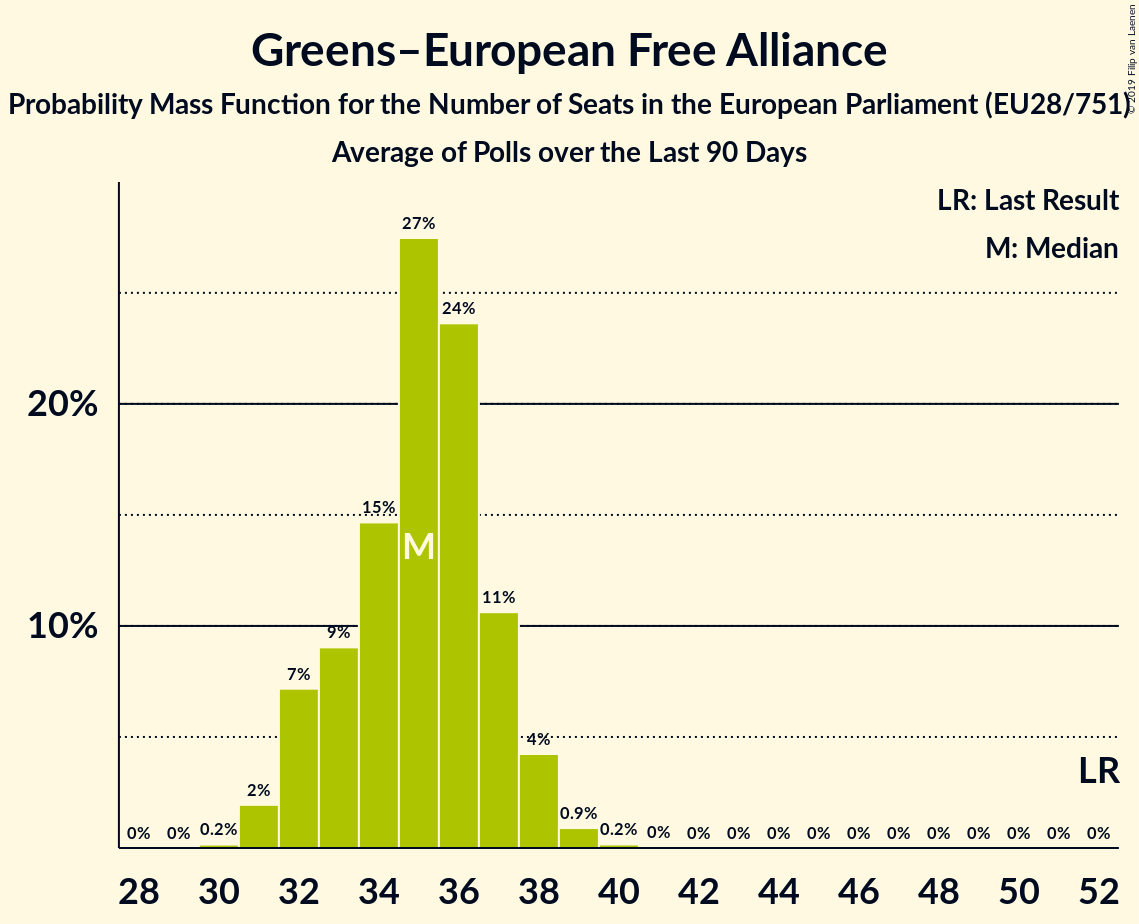 Greens–European Free Alliance
Probability Mass Function for the Number of Seats in the European Parliament (EU28/751)
Average of Polls over the Last 90 Days
© 2019 Filip van Laenen
LR: Last Result
M: Median
27%
24%
20%
15%
M
11%
10%
9%
7%
4%
LR
2%
0% 0% 0.2% 0.9% 0.2% 0% 0% 0% 0% 0% 0% 0% 0% 0% 0% 0% 0%
28 30 32 34 36 38 40 42 44 46 48 50 52